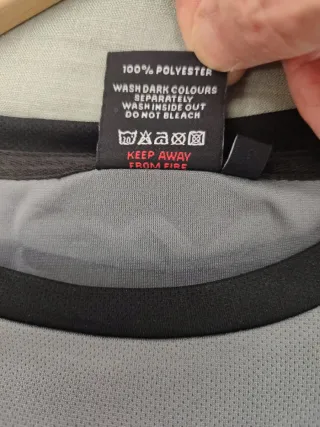 100% POLYESTER
WASH DARK COLOURS
SEPARATELY
WASH INSIDE OUT
DO NOT BLEACH
KEEP AWAY
FROM FIRE